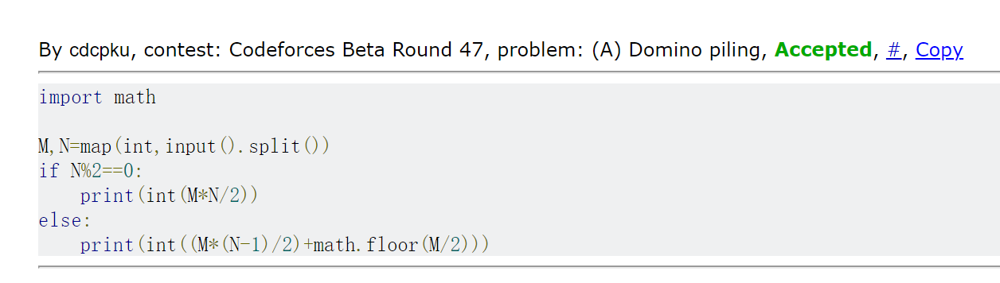 By cdcpku, contest: Codeforces Beta Round 47, problem: (A) Domino piling, Accepted, #, Copy
import math
M,N=map(int,input().split())
if N%2==0:
    print(int(M*N/2))
else:
    print(int((M*(N-1)/2)+math.floor(M/2)))